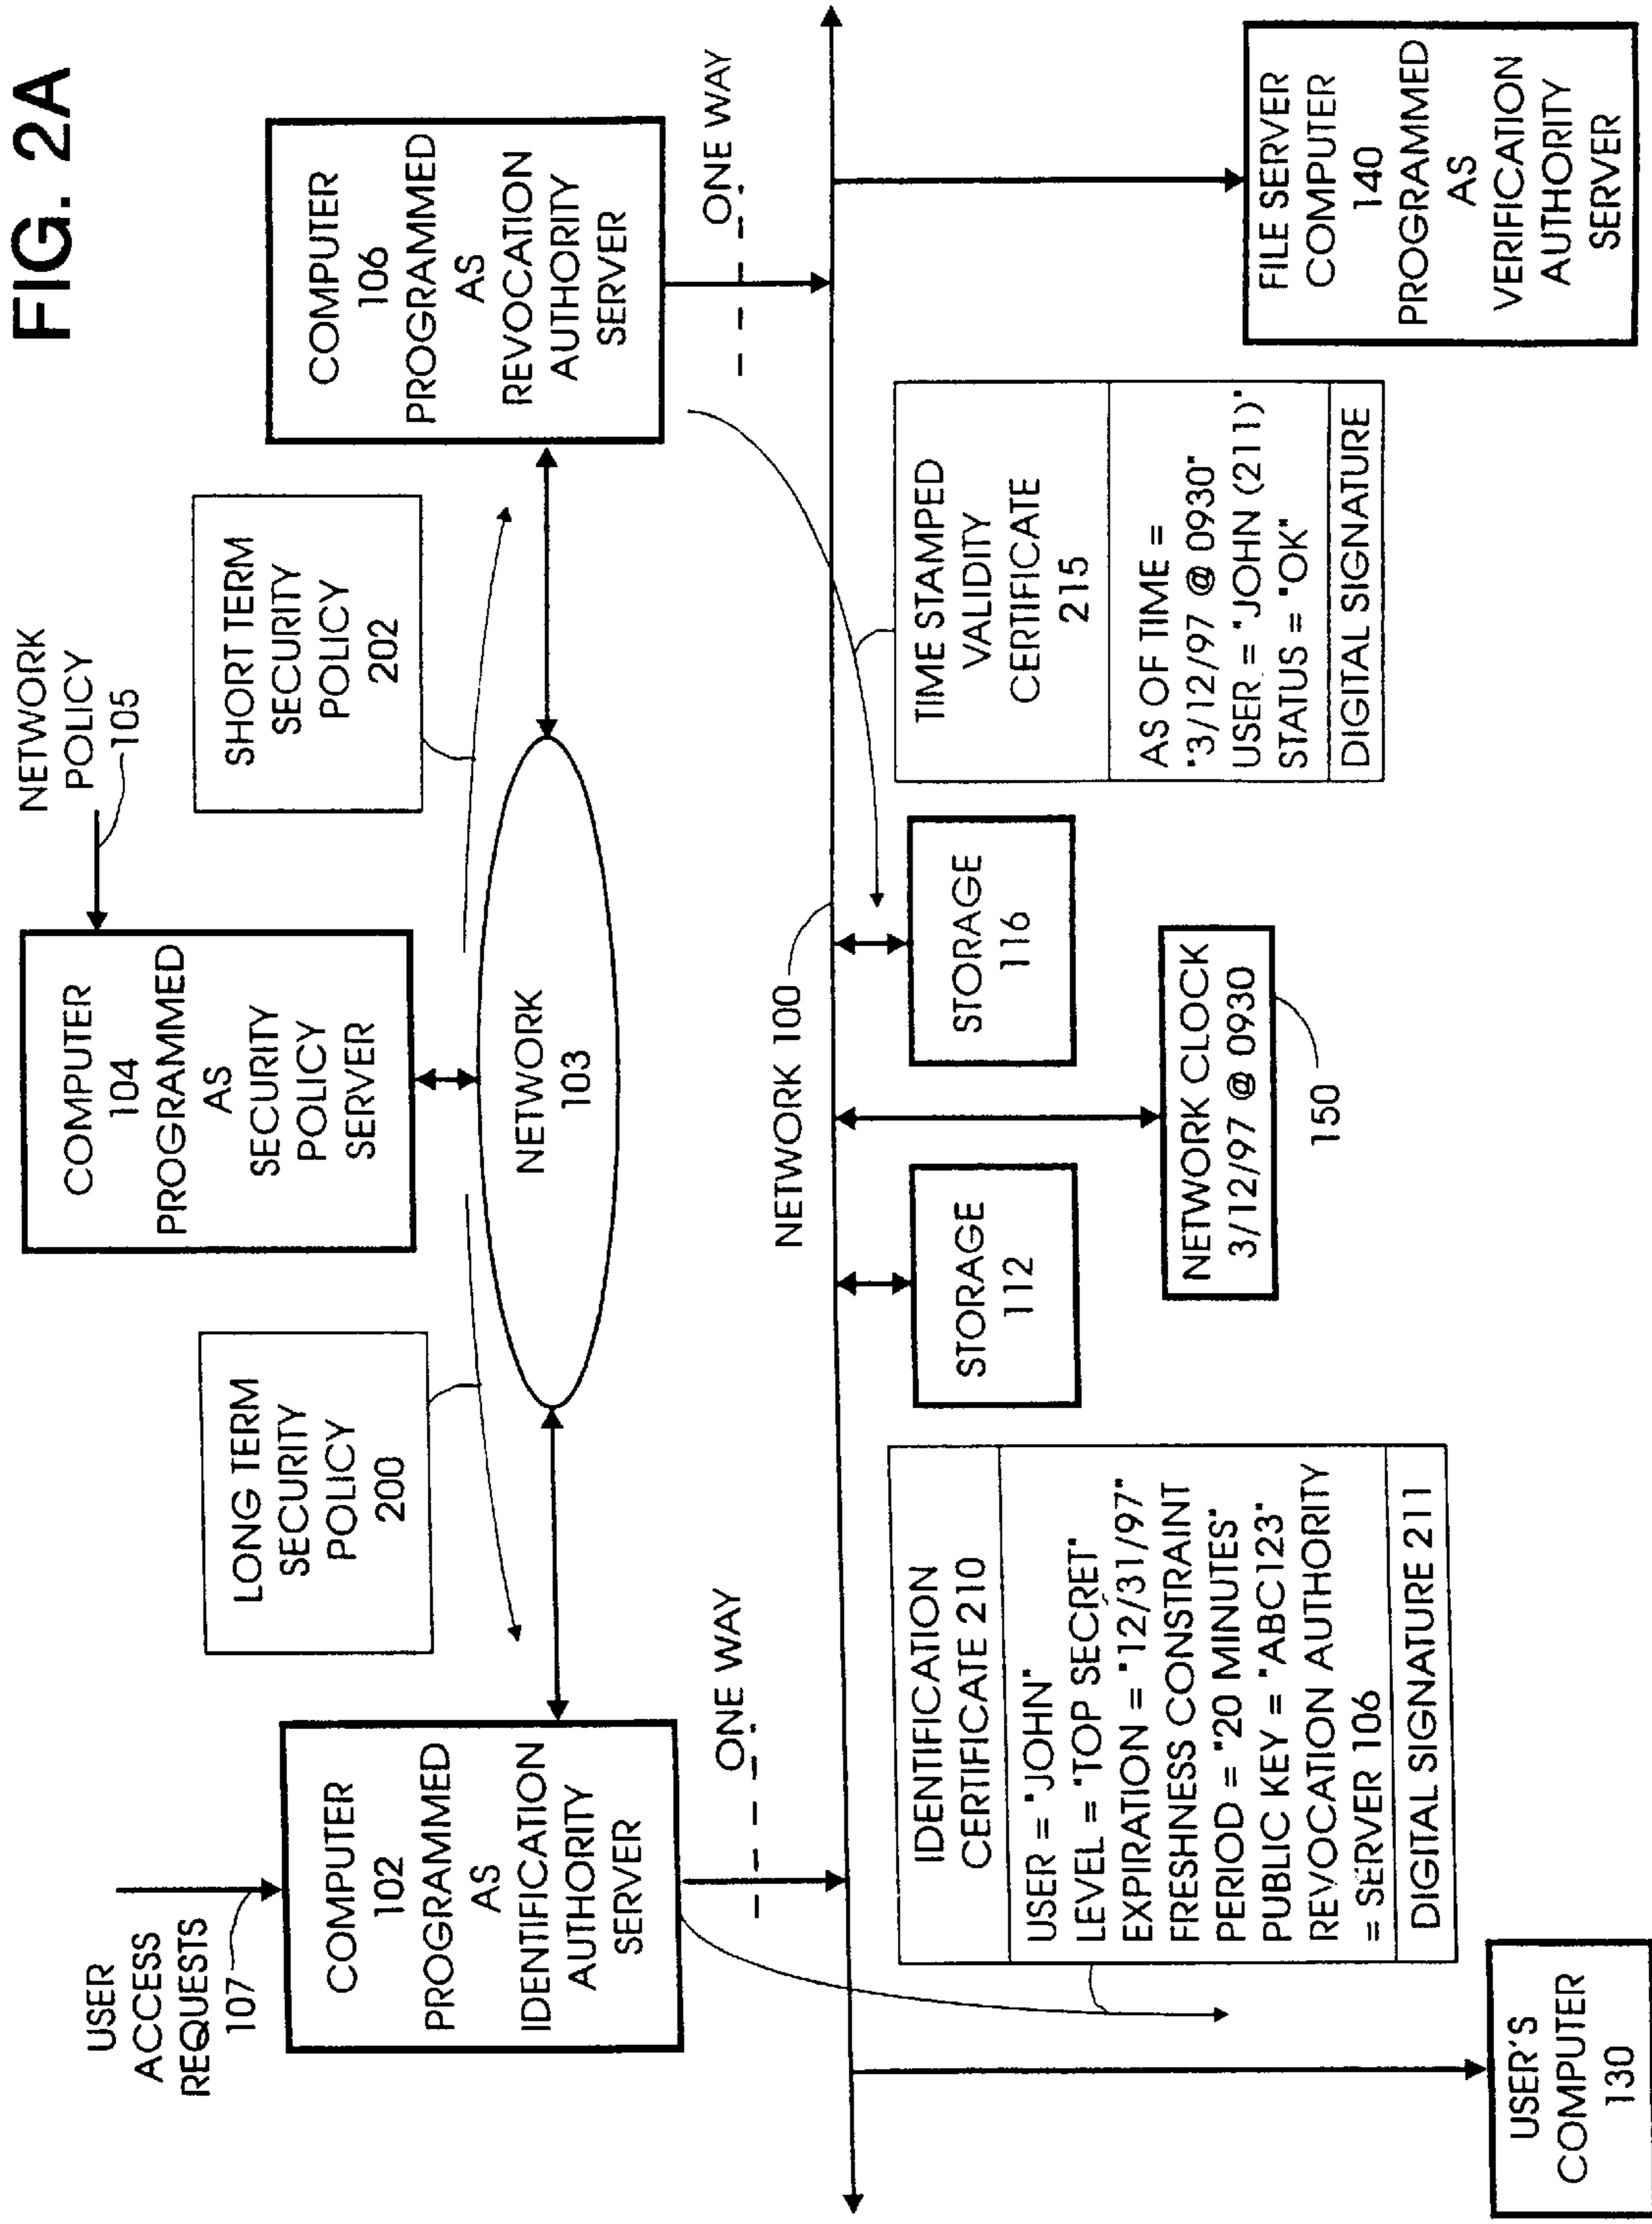 FIG. 2A
NETWORK
POLICY
105
USER
ACCESS
REQUESTS
107
COMPUTER
104
PROGRAMMED
AS
SECURITY
POLICY
SERVER
LONG TERM
SECURITY
POLICY
200
SHORT TERM
SECURITY
POLICY
202
COMPUTER
102
PROGRAMMED
AS
IDENTIFICATION
AUTHORITY
SERVER
NETWORK
103
COMPUTER
106
PROGRAMMED
AS
REVOCATION
AUTHORITY
SERVER
ONE WAY
ONE WAY
NETWORK 100
IDENTIFICATION
CERTIFICATE 210
USER = "JOHN"
LEVEL = "TOP SECRET"
EXPIRATION = "12/31/97"
FRESHNESS CONSTRAINT
PERIOD = "20 MINUTES"
PUBLIC KEY = "ABC123"
REVOCATION AUTHORITY
= SERVER 106
DIGITAL SIGNATURE 211
STORAGE
112
STORAGE
116
TIME STAMPED
VALIDITY
CERTIFICATE
215
AS OF TIME =
"3/12/97 @ 0930"
USER = "JOHN (211)"
STATUS = "OK"
DIGITAL SIGNATURE
NETWORK CLOCK
3/12/97 @ 0930
150
USER'S
COMPUTER
130
FILE SERVER
COMPUTER
140
PROGRAMMED
AS
VERIFICATION
AUTHORITY
SERVER